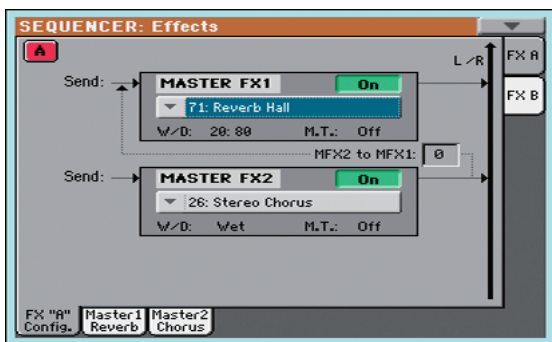 SEQUENCER: Effects
A
L/R
FX A
FX B
Send:
MASTER FX1
On
71: Reverb Hall
W/D: 20:80 M.T.: Off
MFX2 to MFX1: 0
Send:
MASTER FX2
On
26: Stereo Chorus
W/D: Wet M.T.: Off
FX "A" Config.
Master1 Reverb
Master2 Chorus